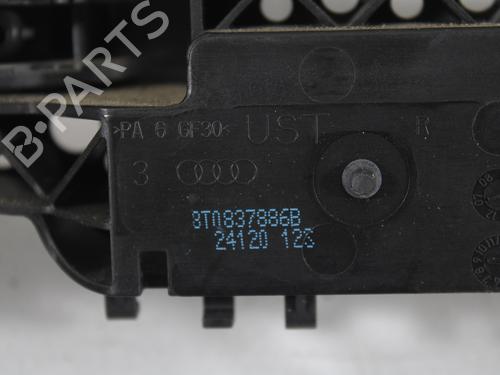 >PA 6 GF30< UST R
3
8T0837886B
24120 123
B-PARTS